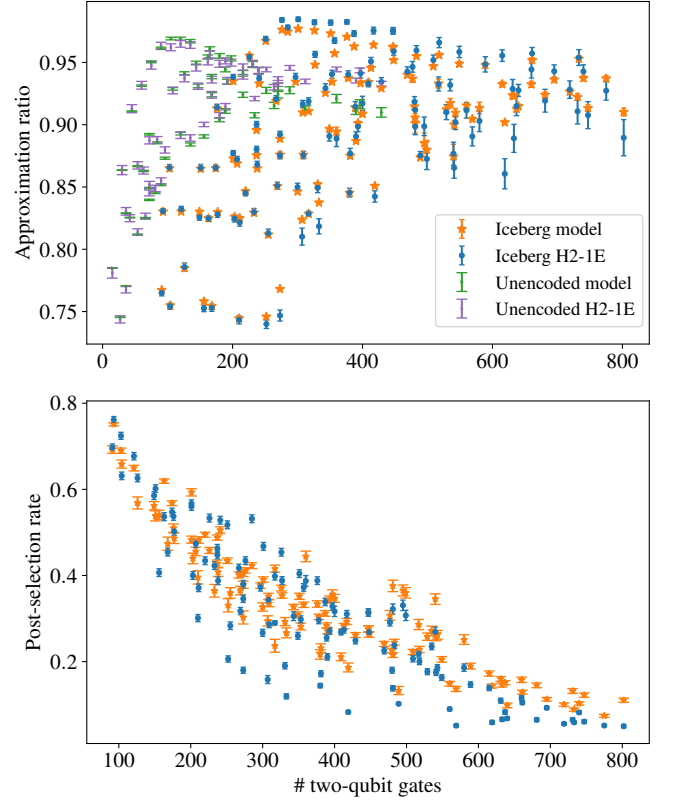 Approximation ratio
0.95
0.90
0.85
0.80
0.75
Iceberg model
Iceberg H2-1E
Unencoded model
Unencoded H2-1E
0 200 400 600 800
Post-selection rate
0.8
0.6
0.4
0.2
100 200 300 400 500 600 700 800
# two-qubit gates